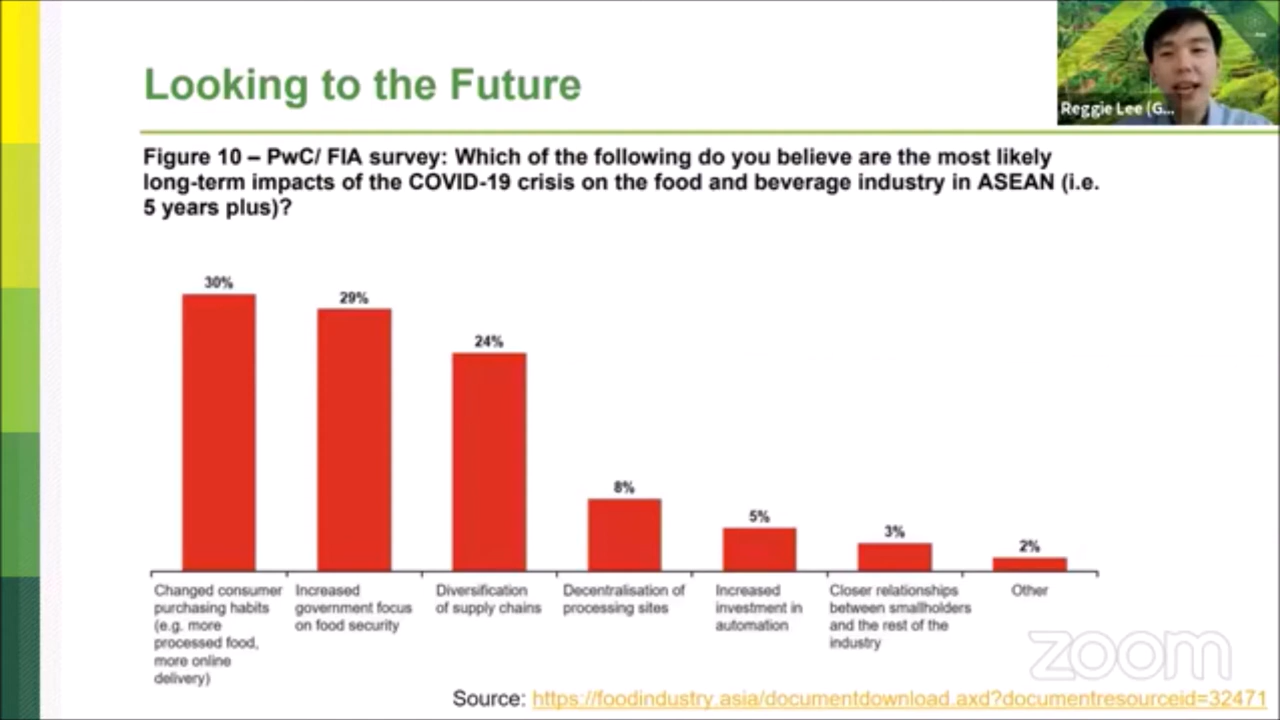 Looking to the Future
Reggie Lee (G...
Figure 10 – PwC/ FIA survey: Which of the following do you believe are the most likely
long-term impacts of the COVID-19 crisis on the food and beverage industry in ASEAN (i.e.
5 years plus)?
30%
29%
24%
8%
5%
3%
2%
Changed consumer
purchasing habits
(e.g. more
processed food,
more online
delivery)
Increased
government focus
on food security
Diversification
of supply chains
Decentralisation of
processing sites
Increased
investment in
automation
Closer relationships
between smallholders
and the rest of the
industry
Other
zoom
Source: https://foodindustry.asia/documentdownload.axd?documentresourceid=32471